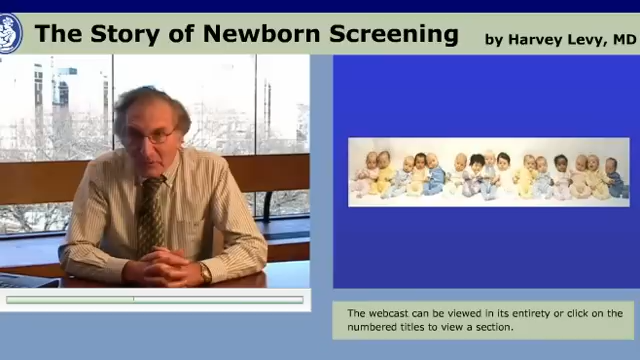 The Story of Newborn Screening by Harvey Levy, MD
The webcast can be viewed in its entirety or click on the
numbered titles to view a section.